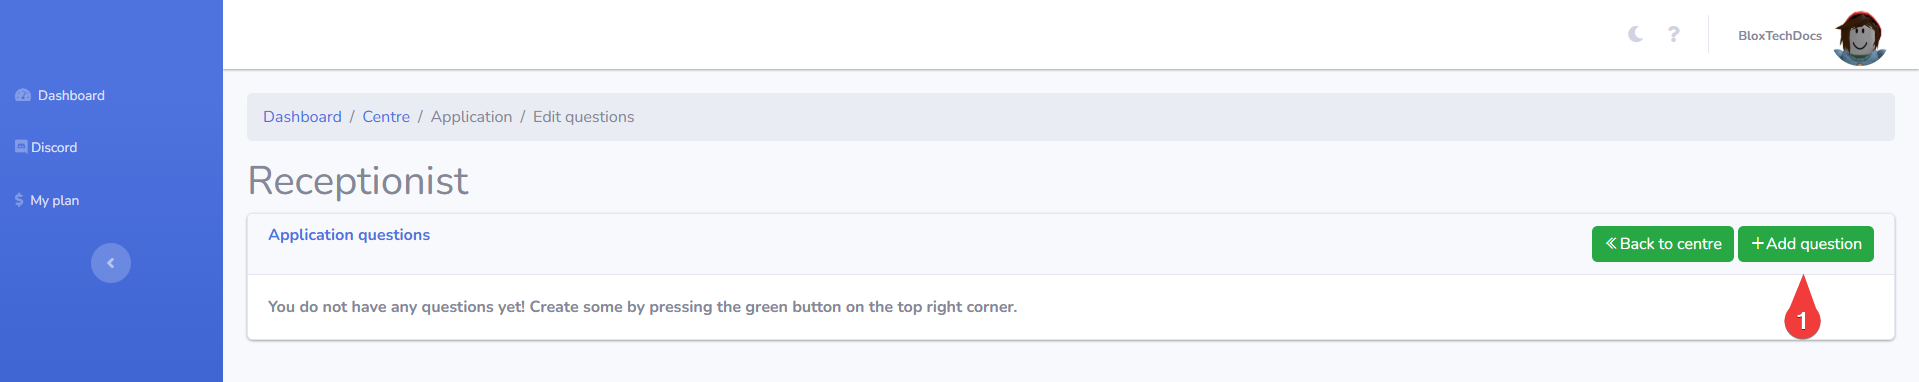 BloxTechDocs
Dashboard
Discord
My plan
Dashboard / Centre / Application / Edit questions
Receptionist
Application questions
Back to centre
Add question
You do not have any questions yet! Create some by pressing the green button on the top right corner.
1